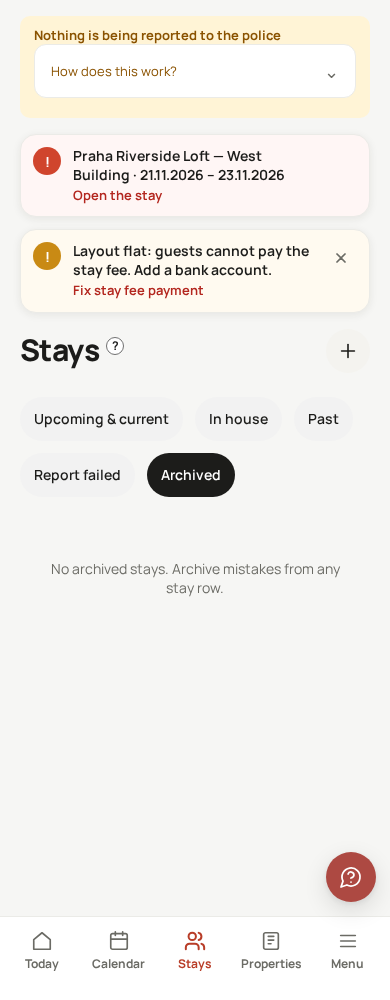 Nothing is being reported to the police
How does this work?
!
Praha Riverside Loft — West
Building · 21.11.2026 – 23.11.2026
Open the stay
!
Layout flat: guests cannot pay the
stay fee. Add a bank account.
Fix stay fee payment
Stays ?
Upcoming & current
In house
Past
Report failed
Archived
No archived stays. Archive mistakes from any
stay row.
Today
Calendar
Stays
Properties
Menu